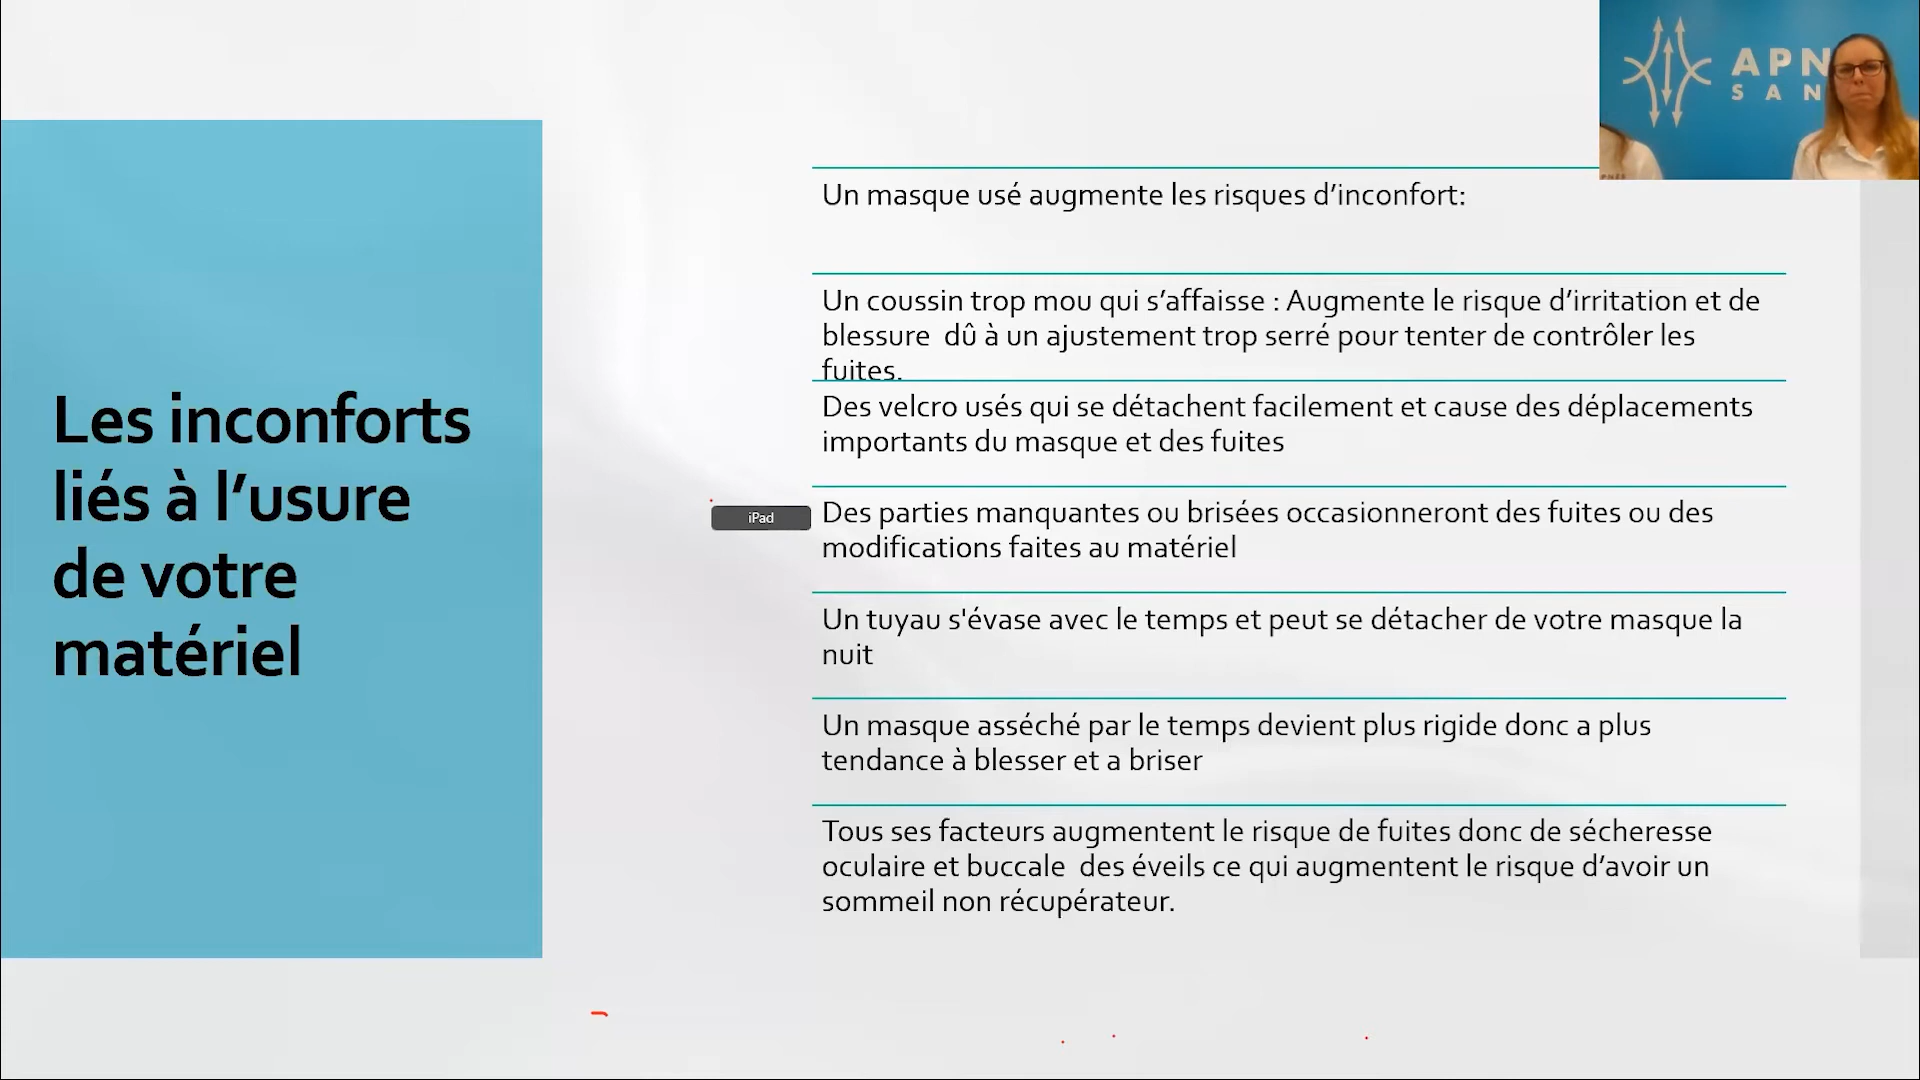 Les inconforts
liés à l’usure
de votre
matériel
Un masque usé augmente les risques d’inconfort:
Un coussin trop mou qui s’affaisse : Augmente le risque d’irritation et de
blessure  dû à un ajustement trop serré pour tenter de contrôler les
fuites.
Des velcro usés qui se détachent facilement et cause des déplacements
importants du masque et des fuites
iPad
Des parties manquantes ou brisées occasionneront des fuites ou des
modifications faites au matériel
Un tuyau s'évase avec le temps et peut se détacher de votre masque la
nuit
Un masque asséché par le temps devient plus rigide donc a plus
tendance à blesser et a briser
Tous ses facteurs augmentent le risque de fuites donc de sécheresse
oculaire et buccale  des éveils ce qui augmentent le risque d’avoir un
sommeil non récupérateur.
APN
SAN